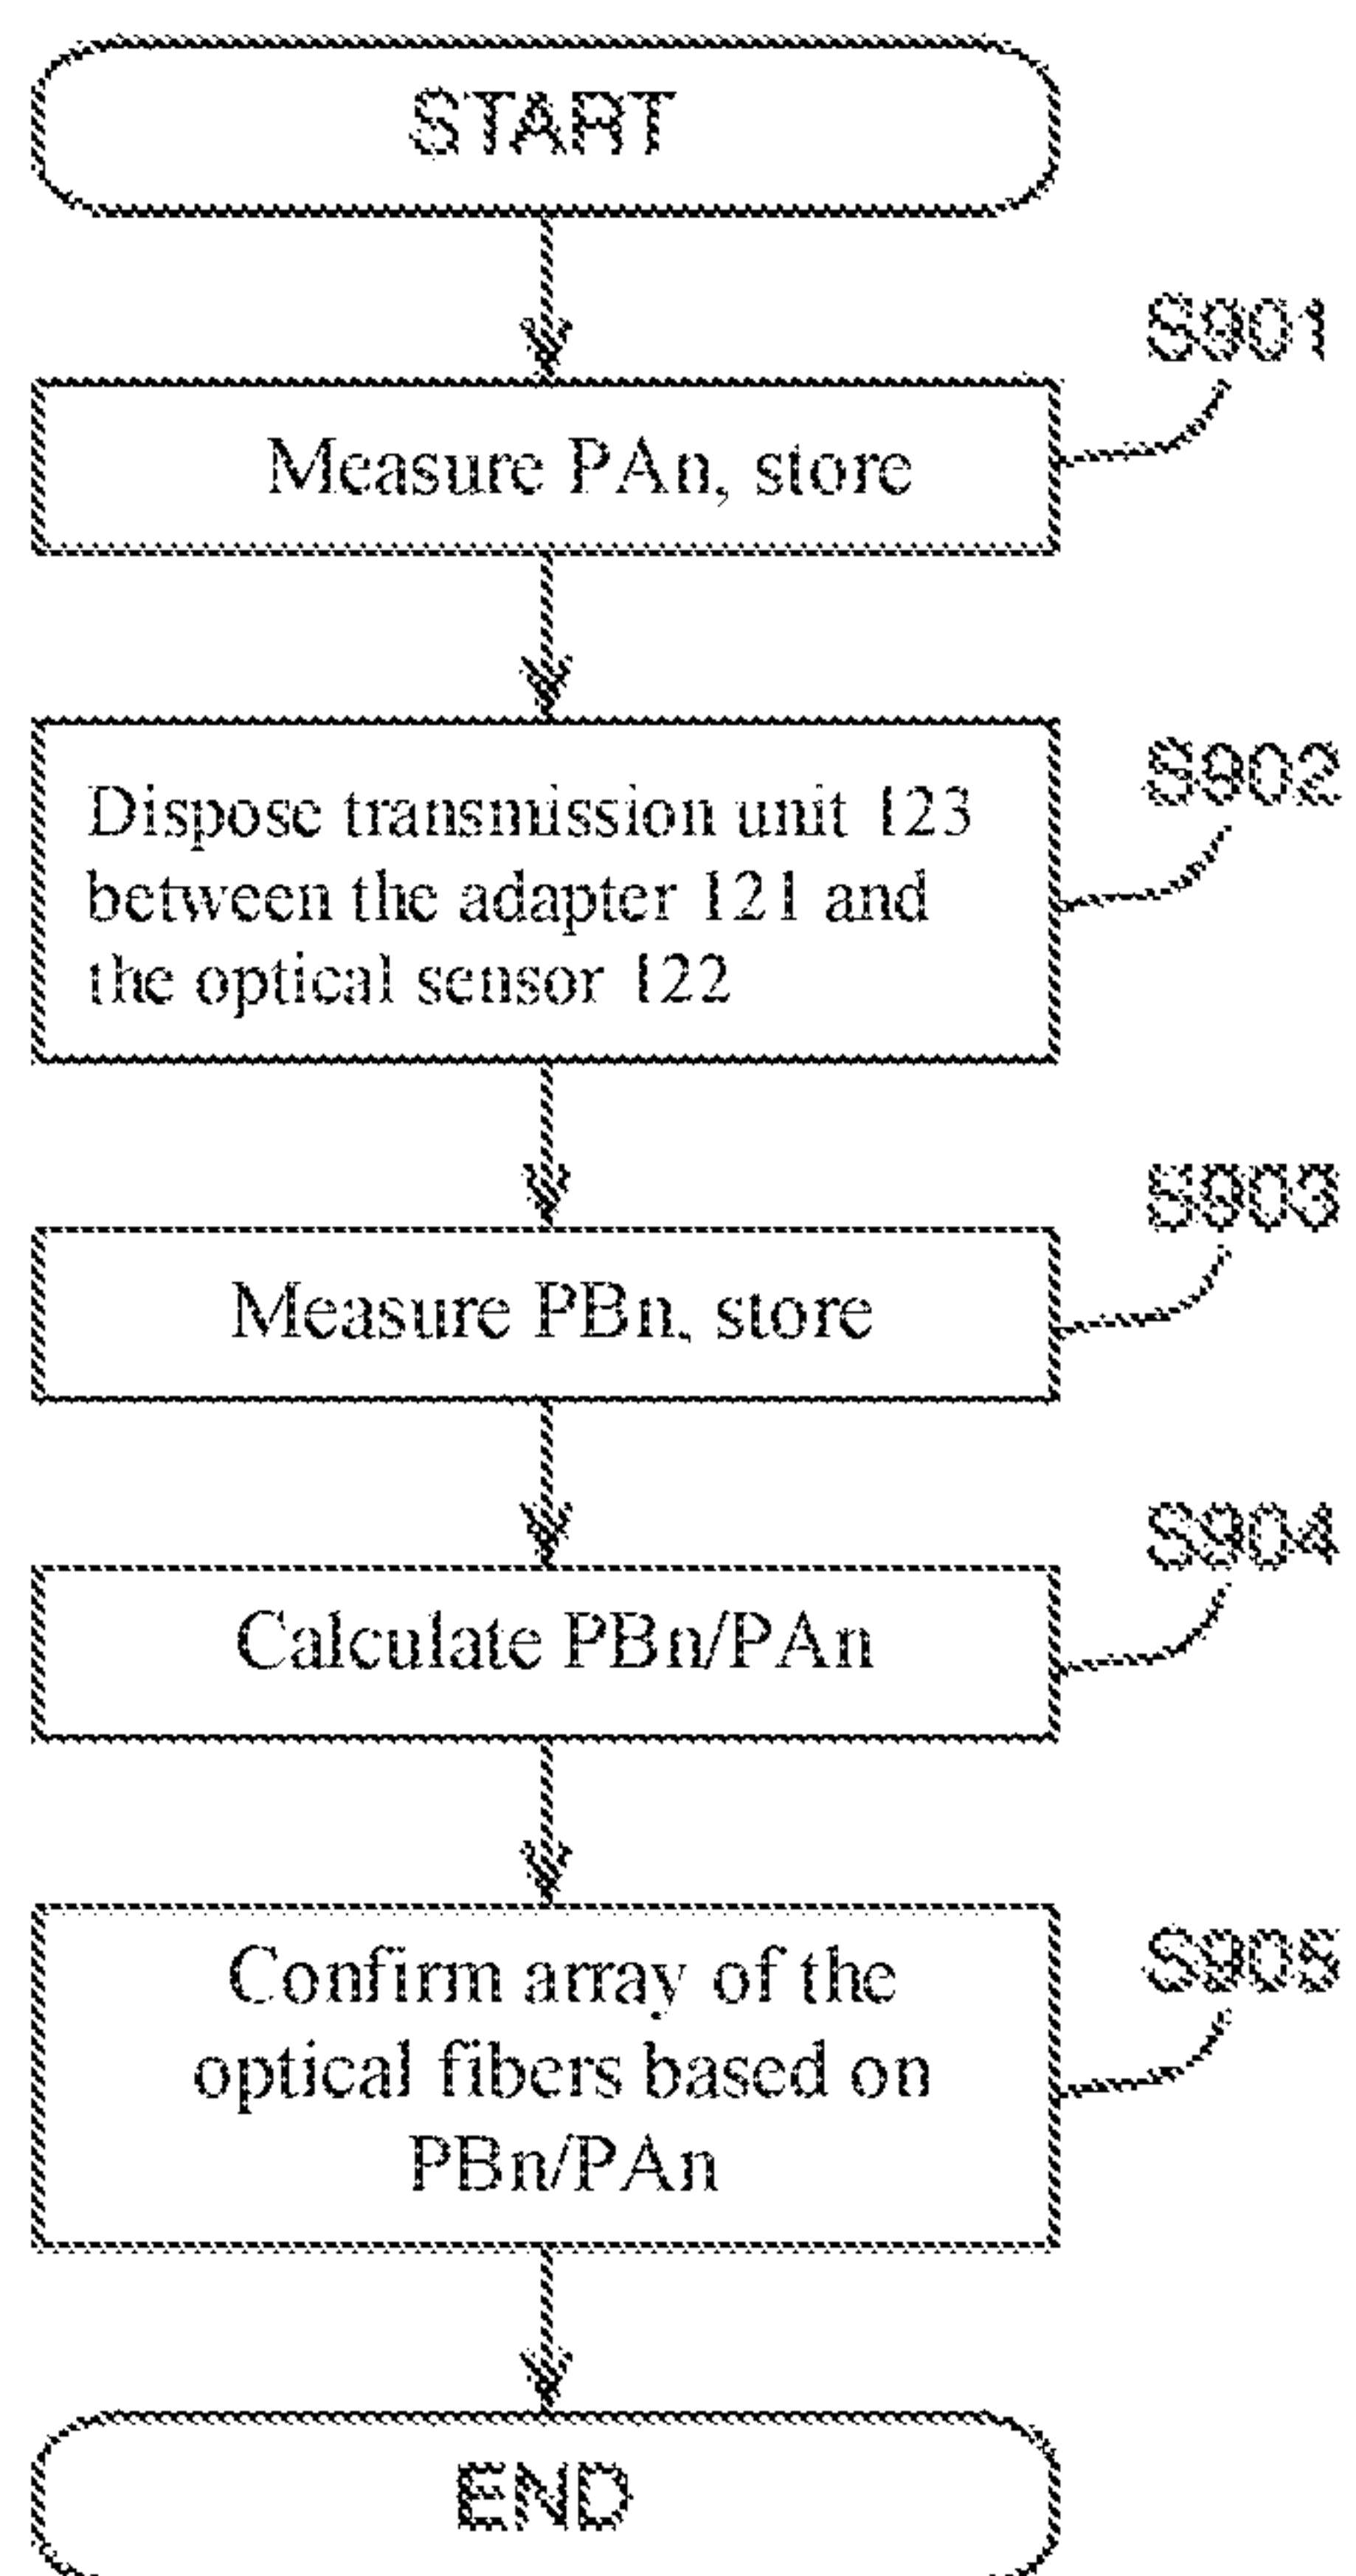 START
S901
Measure PAn, store
S902
Dispose transmission unit 123
between the adapter 121 and
the optical sensor 122
S903
Measure PBn, store
S904
Calculate PBn/PAn
S905
Confirm array of the
optical fibers based on
PBn/PAn
END